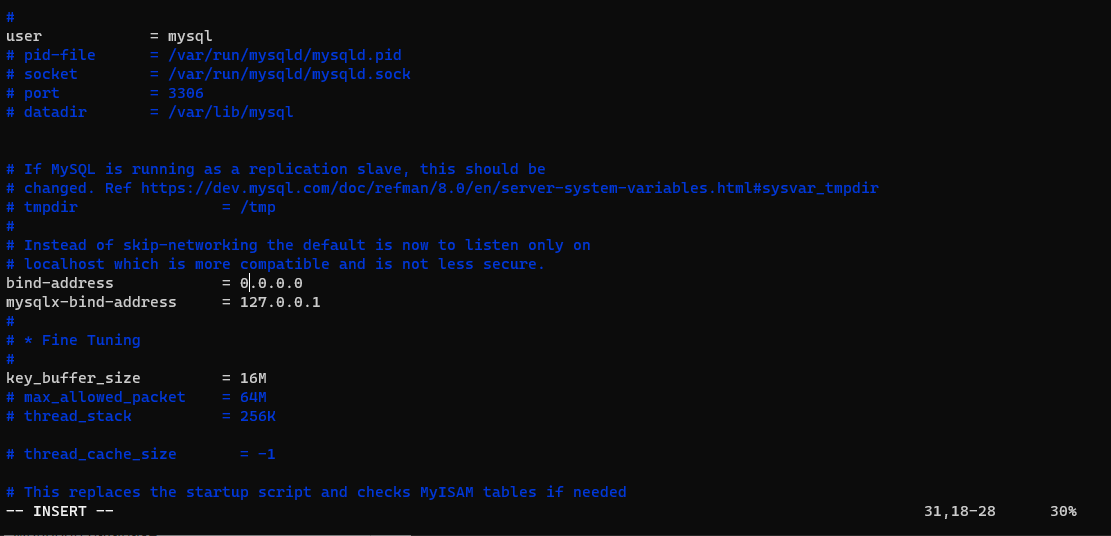 #
user            = mysql
# pid-file      = /var/run/mysqld/mysqld.pid
# socket        = /var/run/mysqld/mysqld.sock
# port          = 3306
# datadir       = /var/lib/mysql
# If MySQL is running as a replication slave, this should be
# changed. Ref https://dev.mysql.com/doc/refman/8.0/en/server-system-variables.html#sysvar_tmpdir
# tmpdir                = /tmp
#
# Instead of skip-networking the default is now to listen only on
# localhost which is more compatible and is not less secure.
bind-address            = 0.0.0.0
mysqlx-bind-address     = 127.0.0.1
#
# * Fine Tuning
#
key_buffer_size         = 16M
# max_allowed_packet    = 64M
# thread_stack          = 256K
# thread_cache_size       = -1
# This replaces the startup script and checks MyISAM tables if needed
-- INSERT --                                                                                          31,18-28      30%